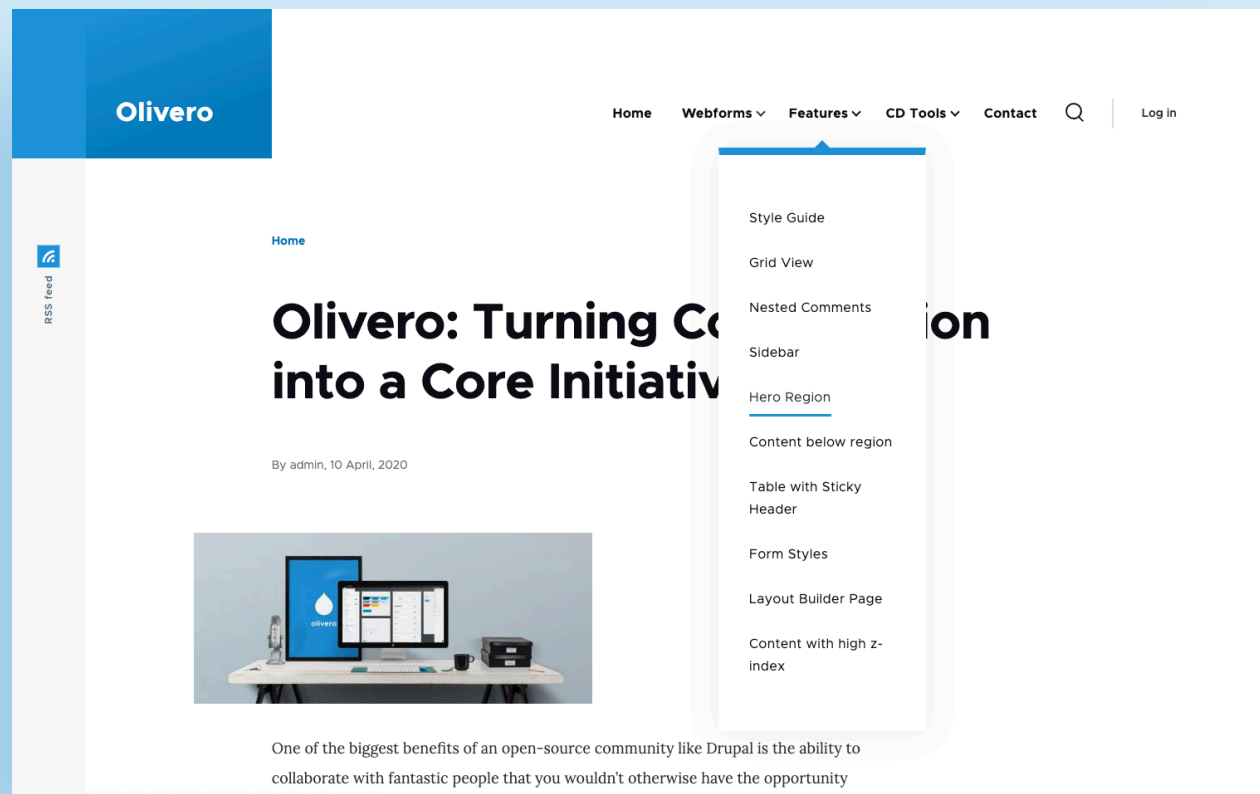 Olivero
Home
Webforms
Features
CD Tools
Contact
Log in
RSS feed
Home
Olivero: Turning
into a Core
By admin, 10 April, 2020
Style Guide
Grid View
Nested Comments
Sidebar
Hero Region
Content below region
Table with Sticky
Header
Form Styles
Layout Builder Page
Content with high z-
index
olivero
One of the biggest benefits of an open-source community like Drupal is the ability to
collaborate with fantastic people that you wouldn't otherwise have the opportunity